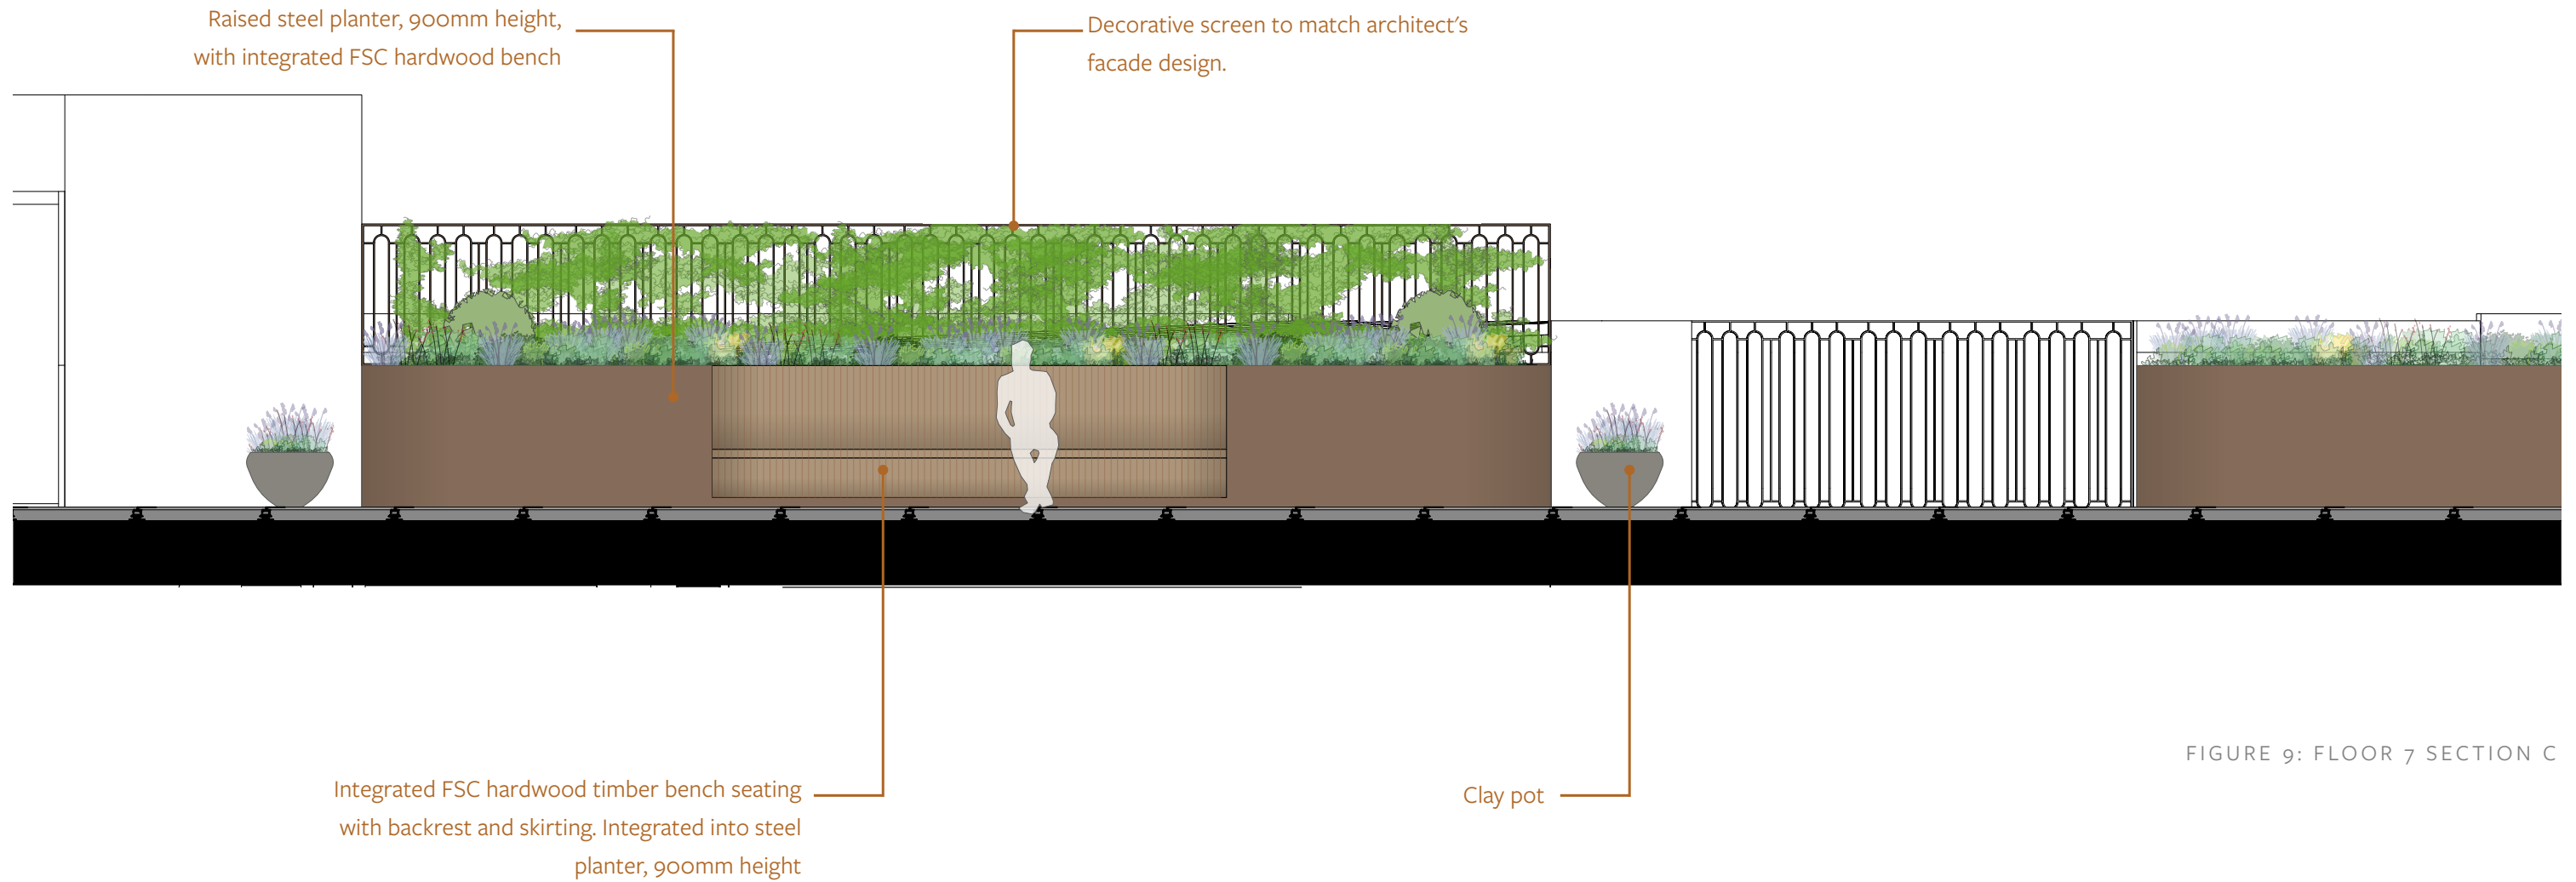 Raised steel planter, 900mm height,
with integrated FSC hardwood bench
Decorative screen to match architect's
facade design.
FIGURE 9: FLOOR 7 SECTION C
Integrated FSC hardwood timber bench seating
with backrest and skirting. Integrated into steel
planter, 900mm height
Clay pot